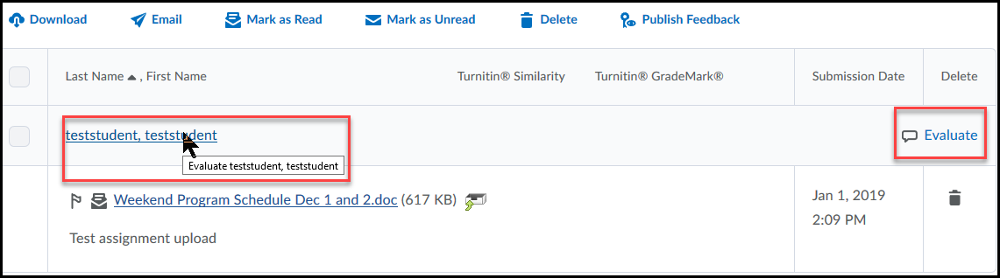 Download Email Mark as Read Mark as Unread Delete Publish Feedback
Last Name , First Name Turnitin® Similarity Turnitin® GradeMark® Submission Date Delete
teststudent, teststudent Evaluate
Evaluate teststudent, teststudent
Weekend Program Schedule Dec 1 and 2.doc (617 KB) Jan 1, 2019
2:09 PM
Test assignment upload